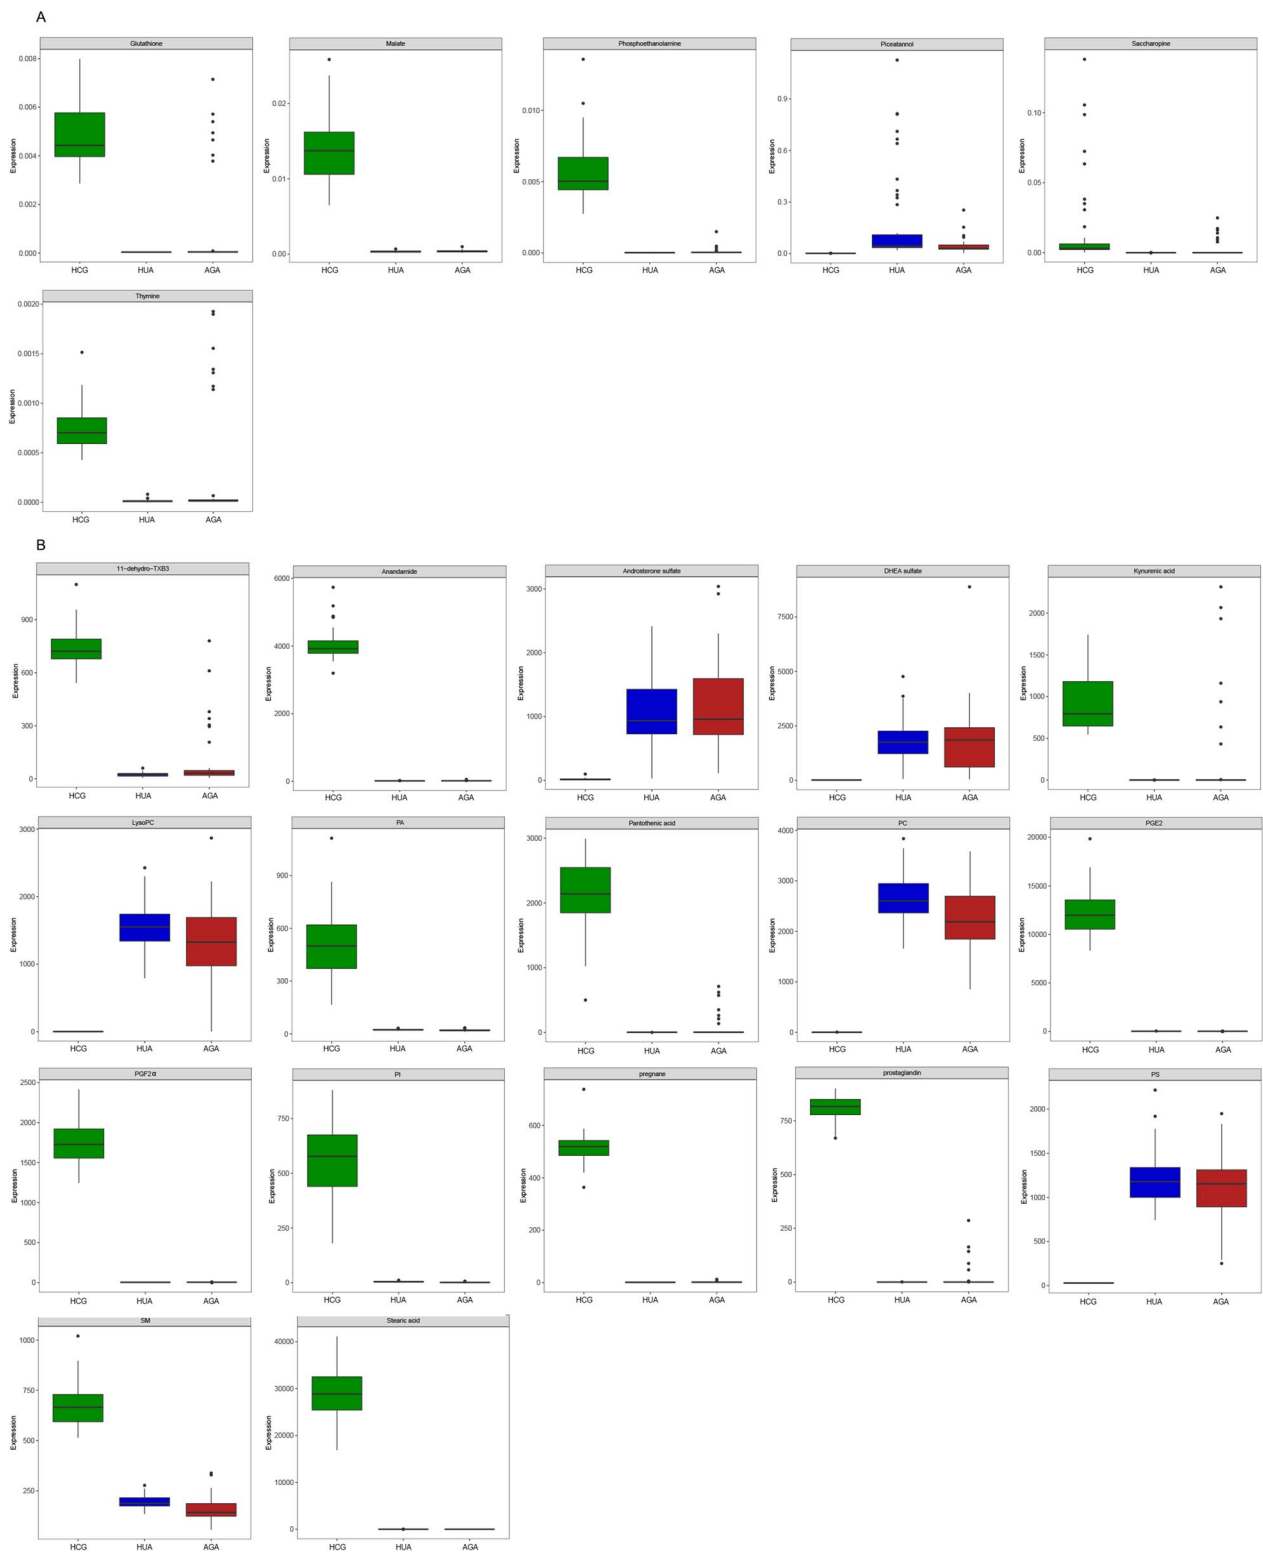 A
Glutathione
Expression
0.008
0.006
0.004
0.002
0.000
HCG HUA AGA
Malate
Expression
0.02
0.01
0.00
HCG HUA AGA
Phosphoethanolamine
Expression
0.010
0.005
0.000
HCG HUA AGA
Piceatannol
Expression
0.9
0.6
0.3
0.0
HCG HUA AGA
Saccharopine
Expression
0.10
0.05
0.00
HCG HUA AGA
Thymine
Expression
0.0020
0.0015
0.0010
0.0005
0.0000
HCG HUA AGA
B
11-dehydro-TXB3
Expression
900
600
300
0
HCG HUA AGA
Anandamide
Expression
6000
4000
2000
0
HCG HUA AGA
Androsterone sulfate
Expression
3000
2000
1000
0
HCG HUA AGA
DHEA sulfate
Expression
7500
5000
2500
0
HCG HUA AGA
Kynurenic acid
Expression
2000
1500
1000
500
0
HCG HUA AGA
LysoPC
Expression
3000
2000
1000
0
HCG HUA AGA
PA
Expression
900
600
300
0
HCG HUA AGA
Pantothenic acid
Expression
3000
2000
1000
0
HCG HUA AGA
PC
Expression
4000
3000
2000
1000
0
HCG HUA AGA
PGE2
Expression
20000
15000
10000
5000
0
HCG HUA AGA
PGF2α
Expression
2500
2000
1500
1000
500
0
HCG HUA AGA
PI
Expression
750
500
250
0
HCG HUA AGA
pregnane
Expression
600
400
200
0
HCG HUA AGA
prostaglandin
Expression
750
500
250
0
HCG HUA AGA
PS
Expression
2000
1500
1000
500
0
HCG HUA AGA
SM
Expression
1000
750
500
250
HCG HUA AGA
Stearic acid
Expression
40000
30000
20000
10000
0
HCG HUA AGA